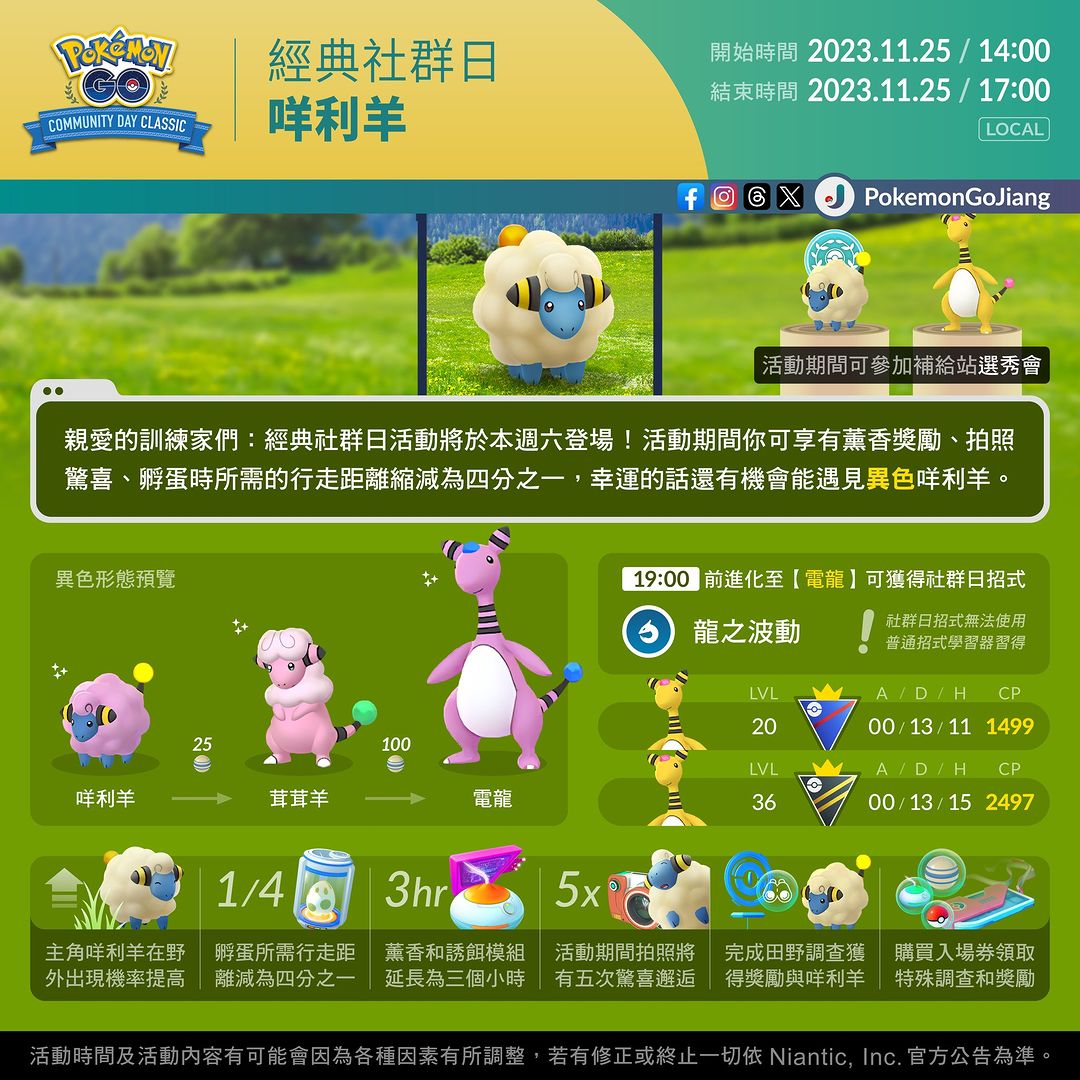 POKÉMON
GO
COMMUNITY DAY CLASSIC
經典社群日
咩利羊
開始時間 2023.11.25 / 14:00
結束時間 2023.11.25 / 17:00
LOCAL
PokemonGoJiang
活動期間可參加補給站選秀會
親愛的訓練家們：經典社群日活動將於本週六登場！活動期間你可享有薰香獎勵、拍照
驚喜、孵蛋時所需的行走距離縮減為四分之一，幸運的話還有機會能遇見異色咩利羊。
異色形態預覽
25
100
咩利羊
茸茸羊
電龍
19:00 前進化至【電龍】可獲得社群日招式
龍之波動
社群日招式無法使用
普通招式學習器習得
LVL A / D / H CP
20 00 / 13 / 11 1499
LVL A / D / H CP
36 00 / 13 / 15 2497
主角咩利羊在野
外出現機率提高
1/4
孵蛋所需行走距
離減為四分之一
3hr
薰香和誘餌模組
延長為三個小時
5x
活動期間拍照將
有五次驚喜邂逅
完成田野調查獲
得獎勵與咩利羊
購買入場券領取
特殊調查和獎勵
活動時間及活動內容有可能會因為各種因素有所調整，若有修正或終止一切依 Niantic, Inc. 官方公告為準。